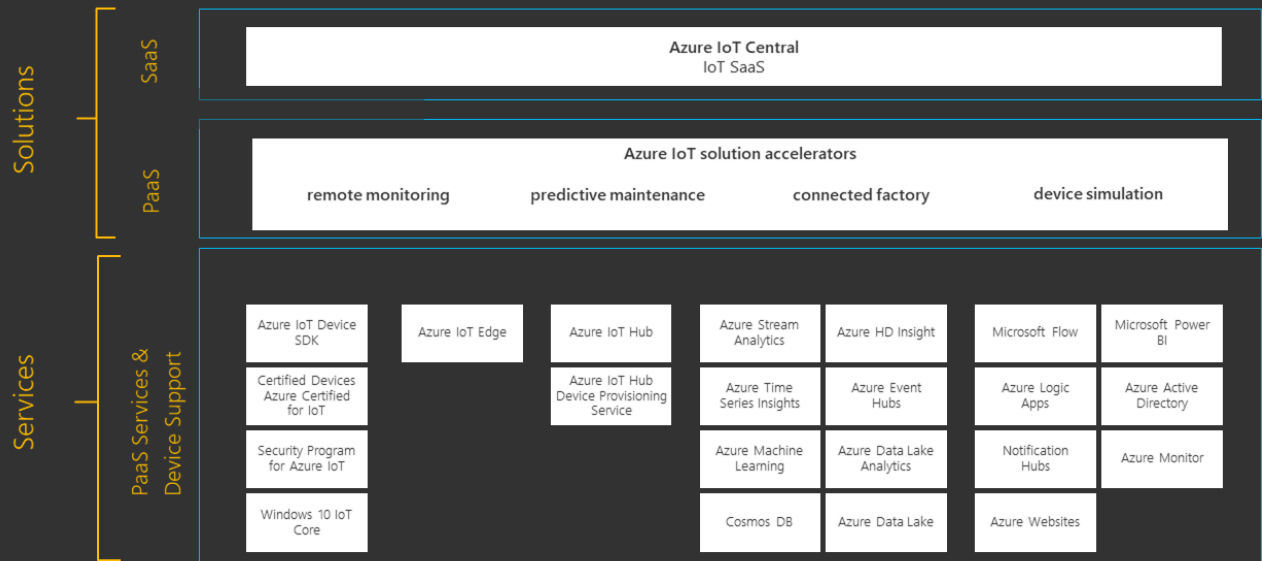 Solutions
SaaS
Azure IoT Central
IoT SaaS
PaaS
Azure IoT solution accelerators
remote monitoring
predictive maintenance
connected factory
device simulation
Services
PaaS Services &
Device Support
Azure IoT Device
SDK
Certified Devices
Azure Certified
for IoT
Security Program
for Azure IoT
Windows 10 IoT
Core
Azure IoT Edge
Azure IoT Hub
Azure IoT Hub
Device Provisioning
Service
Azure Stream
Analytics
Azure Time
Series Insights
Azure Machine
Learning
Cosmos DB
Azure HD Insight
Azure Event
Hubs
Azure Data Lake
Analytics
Azure Data Lake
Microsoft Flow
Azure Logic
Apps
Notification
Hubs
Azure Websites
Microsoft Power
BI
Azure Active
Directory
Azure Monitor